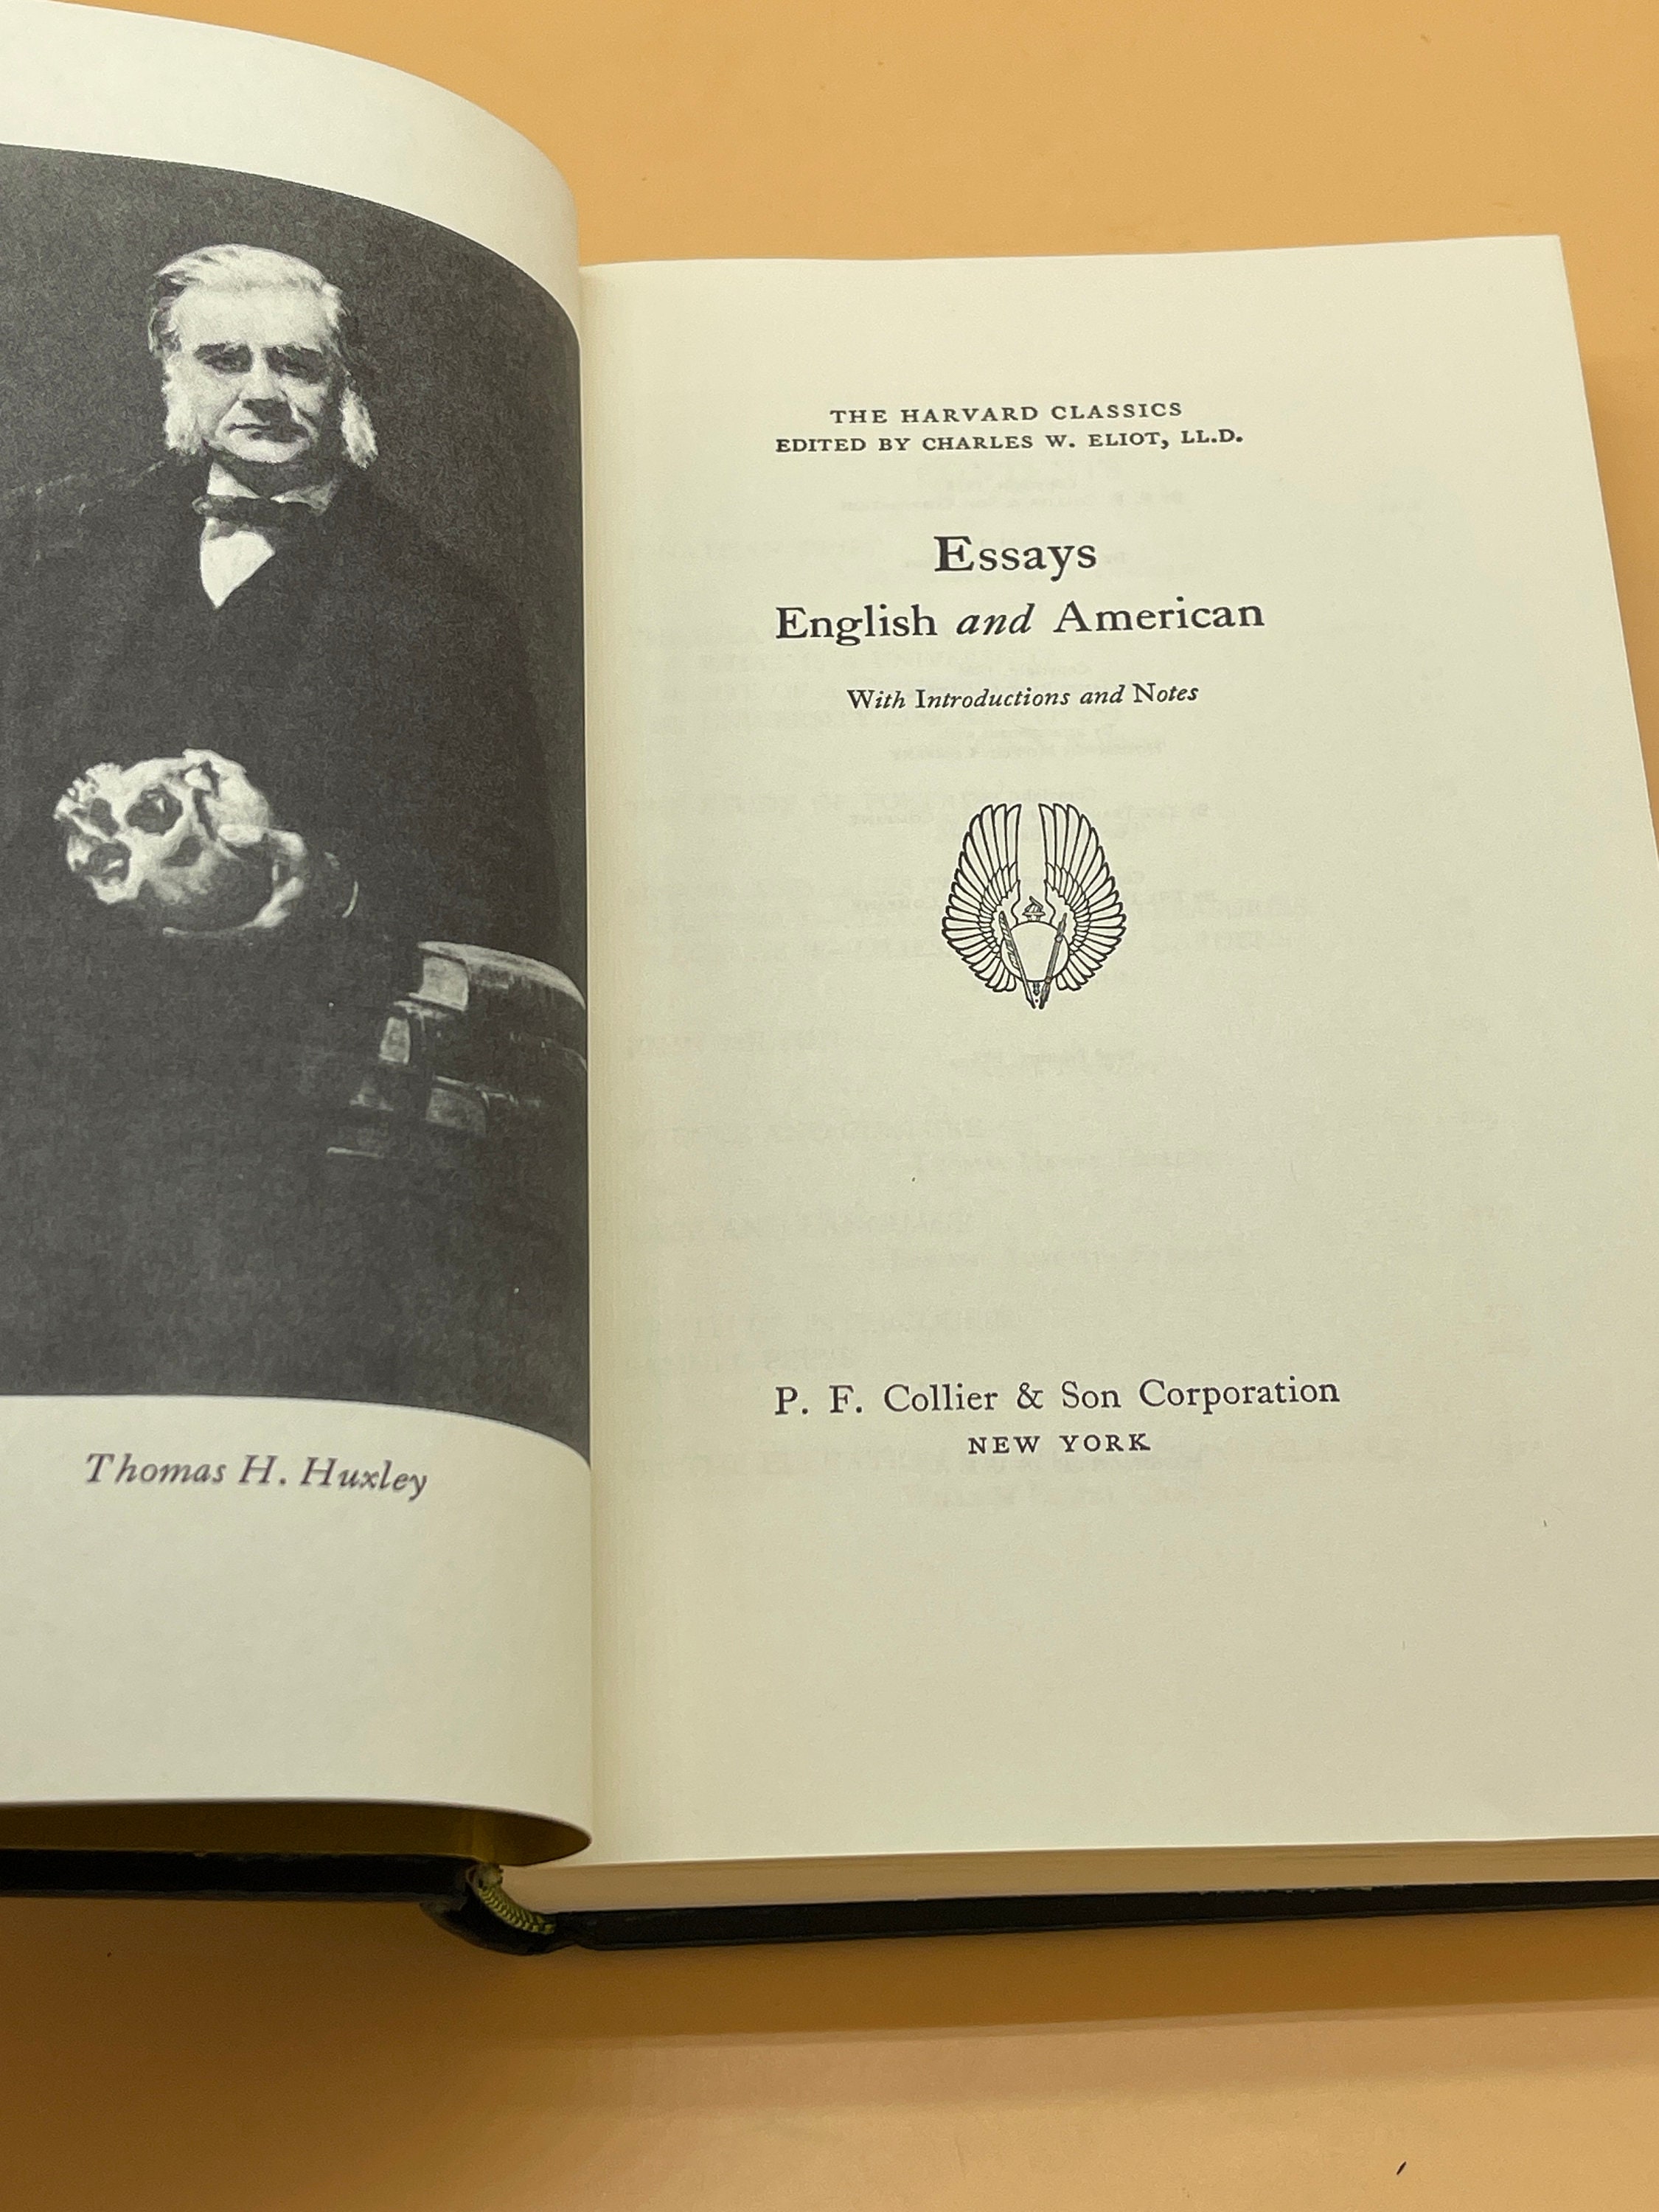 Thomas H. Huxley
THE HARVARD CLASSICS
EDITED BY CHARLES W. ELIOT, LL.D.
Essays
English and American
With Introductions and Notes
P. F. Collier & Son Corporation
NEW YORK